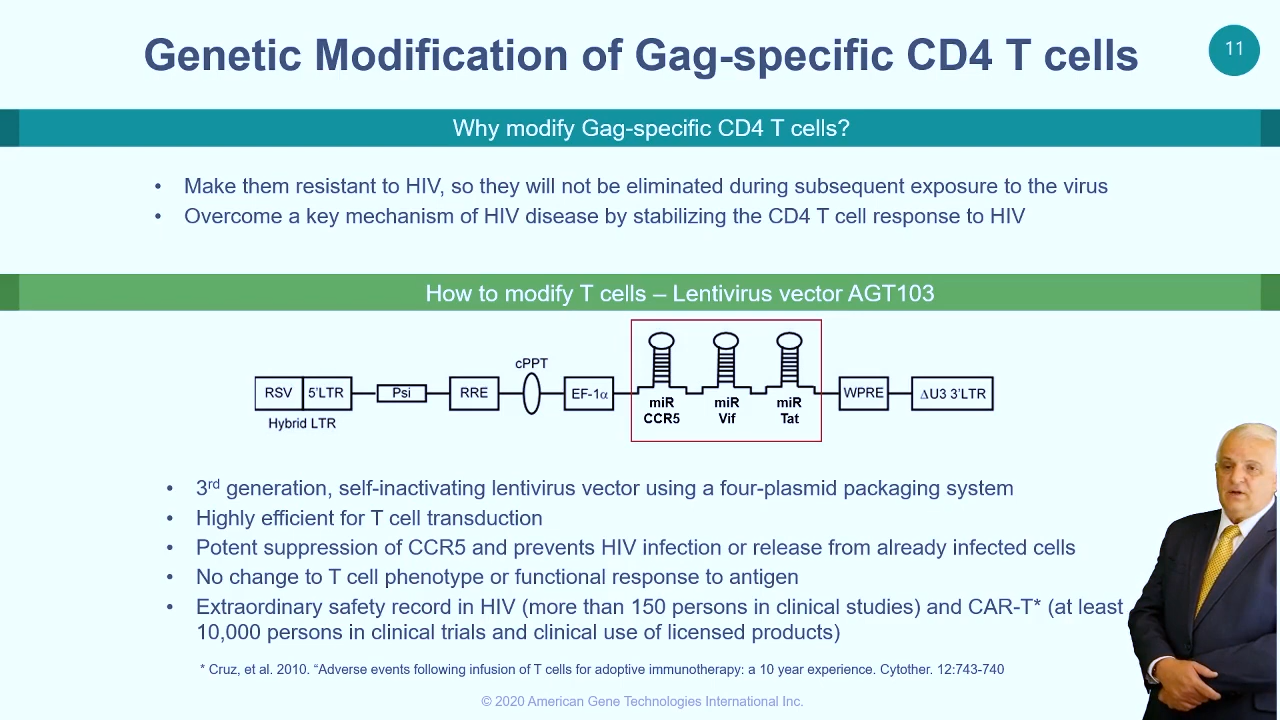 Genetic Modification of Gag-specific CD4 T cells
11
Why modify Gag-specific CD4 T cells?
• Make them resistant to HIV, so they will not be eliminated during subsequent exposure to the virus
• Overcome a key mechanism of HIV disease by stabilizing the CD4 T cell response to HIV
How to modify T cells – Lentivirus vector AGT103
cPPT
RSV 5'LTR Psi RRE EF-1α WPRE ΔU3 3'LTR
miR miR miR
CCR5 Vif Tat
Hybrid LTR
• 3rd generation, self-inactivating lentivirus vector using a four-plasmid packaging system
• Highly efficient for T cell transduction
• Potent suppression of CCR5 and prevents HIV infection or release from already infected cells
• No change to T cell phenotype or functional response to antigen
• Extraordinary safety record in HIV (more than 150 persons in clinical studies) and CAR-T* (at least
10,000 persons in clinical trials and clinical use of licensed products)
* Cruz, et al. 2010. “Adverse events following infusion of T cells for adoptive immunotherapy: a 10 year experience. Cytother. 12:743-740
© 2020 American Gene Technologies International Inc.